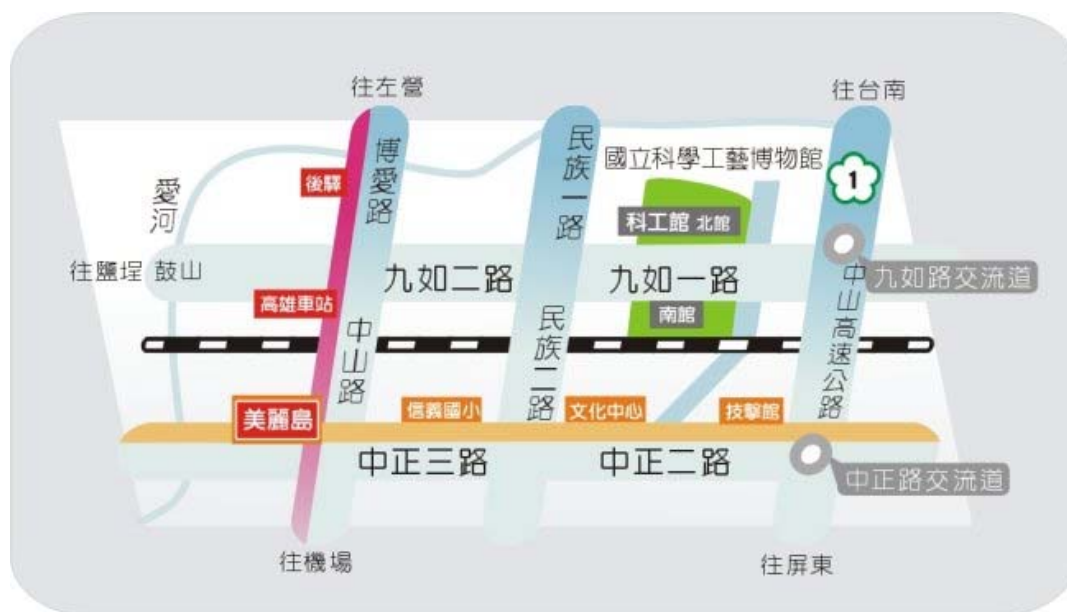 往左營
往台南
博愛路
民族一路
國立科學工藝博物館
1
後驛
愛河
科工館 北館
往鹽埕 鼓山
九如二路
九如一路
九如路交流道
高雄車站
南館
中山路
民族二路
中山高速公路
美麗島
信義國小
文化中心
技擊館
中正三路
中正二路
中正路交流道
往機場
往屏東